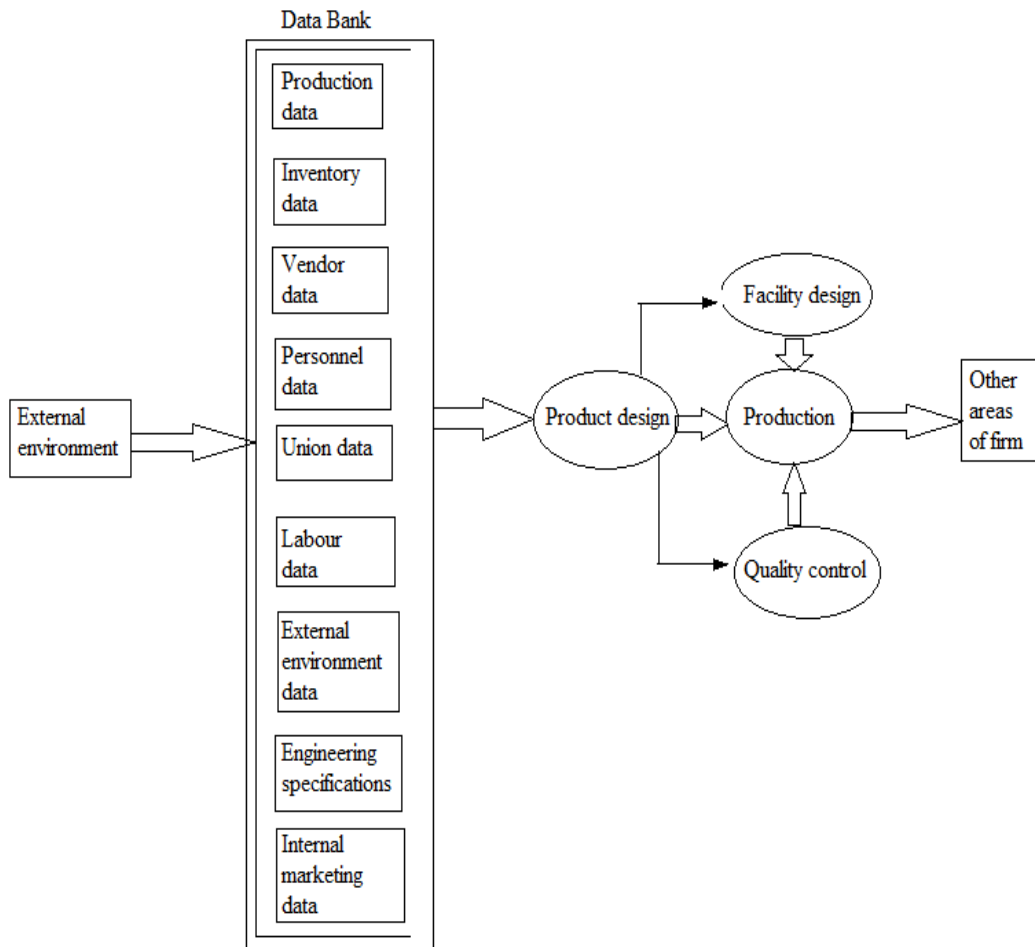 Data Bank
Production
data
Inventory
data
Vendor
data
Personnel
data
Union data
Labour
data
External
environment
data
Engineering
specifications
Internal
marketing
data
External
environment
Product design
Facility design
Production
Quality control
Other
areas
of firm